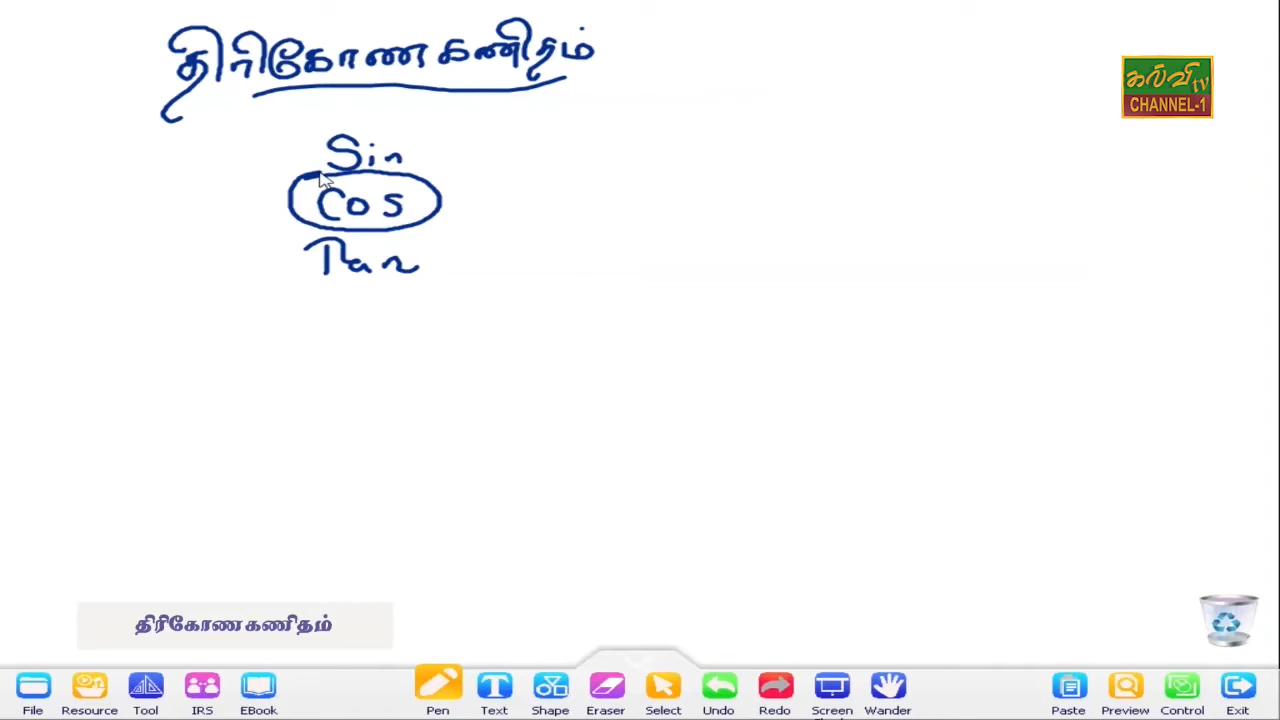 திரிகோணகணிதம்
கல்வி tv
CHANNEL-1
Sin
Cos
Tan
திரிகோணகணிதம்
File
Resource
Tool
IRS
EBook
Pen
Text
Shape
Eraser
Select
Undo
Redo
Screen
Wander
Paste
Preview
Control
Exit